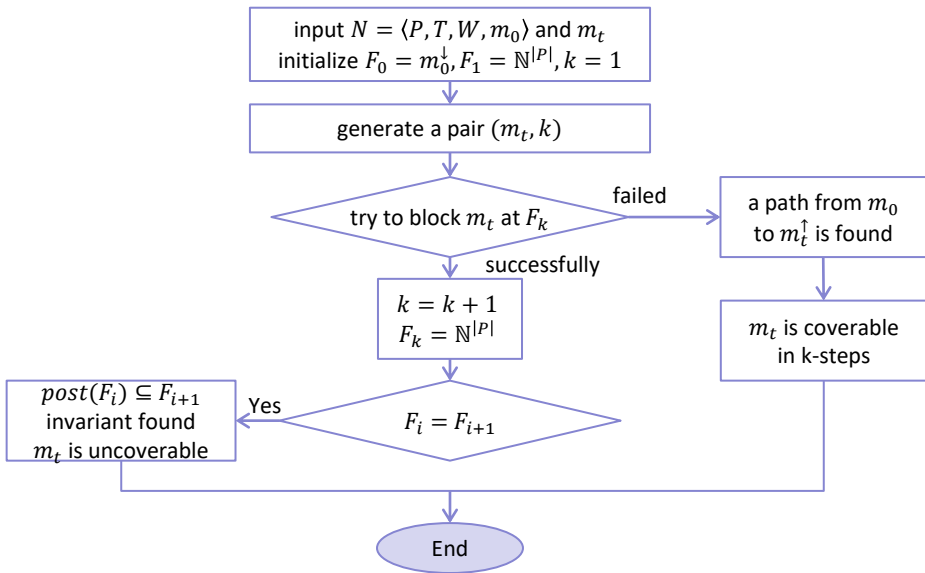 input N = ⟨P, T, W, m₀⟩ and mₜ
initialize F₀ = m₀↓, F₁ = ℕ^|P|, k = 1
generate a pair (mₜ, k)
try to block mₜ at Fₖ
failed
a path from m₀
to mₜ↑ is found
successfully
k = k + 1
Fₖ = ℕ^|P|
mₜ is coverable
in k-steps
Fᵢ = Fᵢ₊₁
Yes
post(Fᵢ) ⊆ Fᵢ₊₁
invariant found
mₜ is uncoverable
End